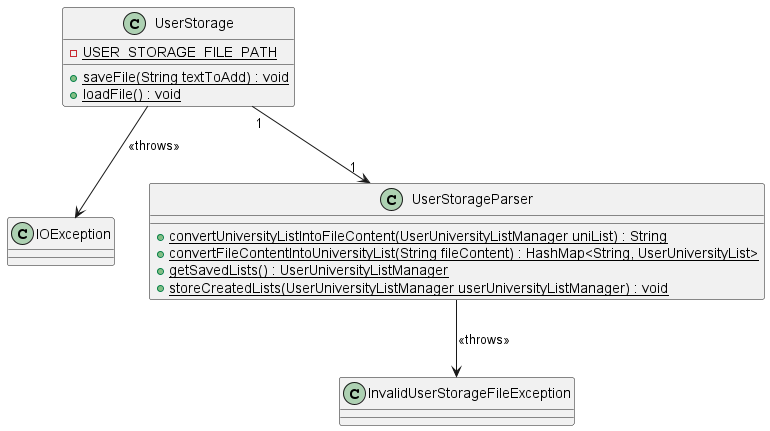 C UserStorage
USER_STORAGE_FILE_PATH
saveFile(String textToAdd) : void
loadFile() : void
1
«throws»
1
C IOException
C UserStorageParser
convertUniversityListIntoFileContent(UserUniversityListManager uniList) : String
convertFileContentIntoUniversityList(String fileContent) : HashMap<String, UserUniversityList>
getSavedLists() : UserUniversityListManager
storeCreatedLists(UserUniversityListManager userUniversityListManager) : void
«throws»
C InvalidUserStorageFileException